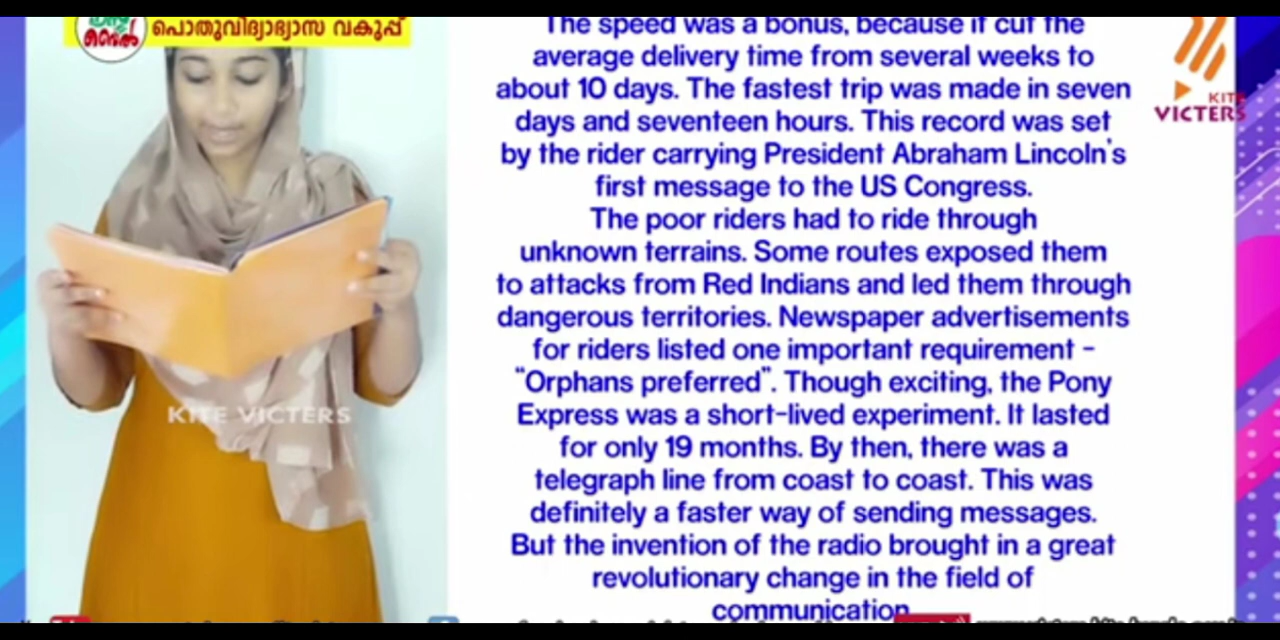 പൊതുവിദ്യാഭ്യാസ വകുപ്പ്
The speed was a bonus, because it cut the
average delivery time from several weeks to
about 10 days. The fastest trip was made in seven
days and seventeen hours. This record was set
by the rider carrying President Abraham Lincoln's
first message to the US Congress.
The poor riders had to ride through
unknown terrains. Some routes exposed them
to attacks from Red Indians and led them through
dangerous territories. Newspaper advertisements
for riders listed one important requirement -
"Orphans preferred". Though exciting, the Pony
Express was a short-lived experiment. It lasted
for only 19 months. By then, there was a
telegraph line from coast to coast. This was
definitely a faster way of sending messages.
But the invention of the radio brought in a great
revolutionary change in the field of
communication
KITE
VICTERS
KITE VICTERS